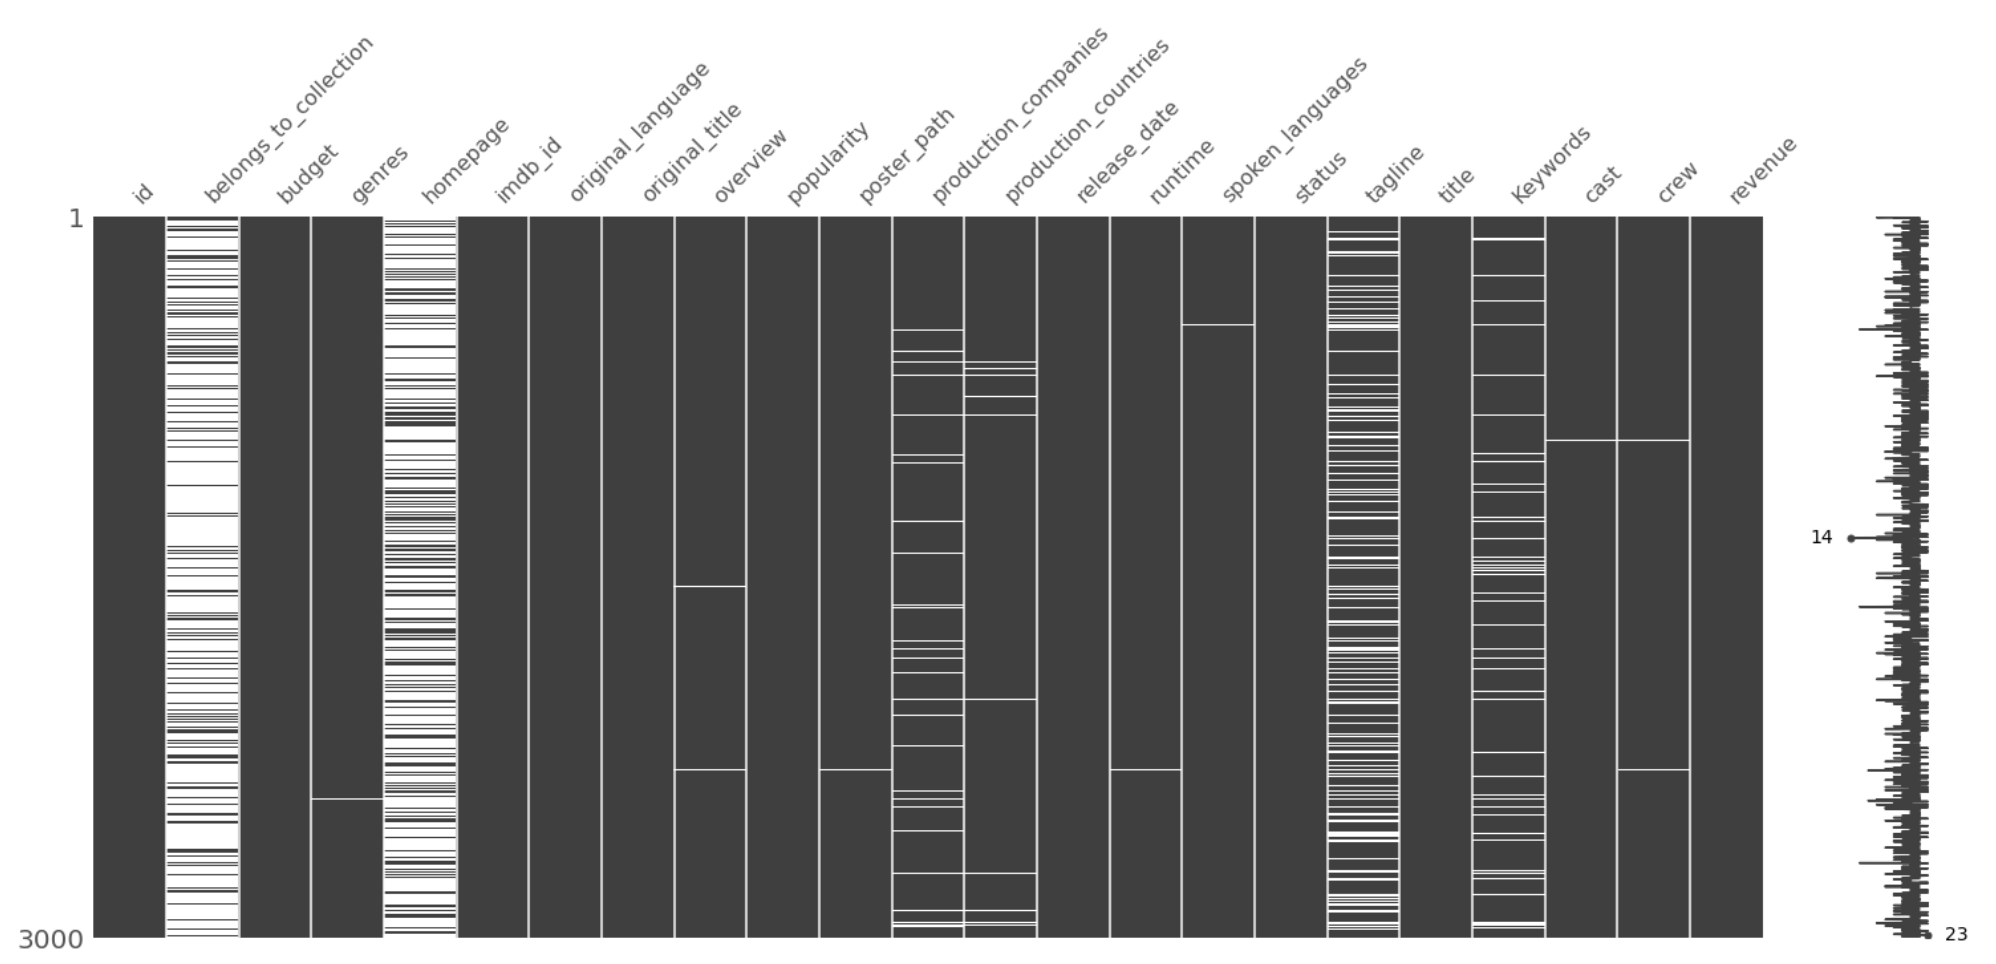 id
belongs_to_collection
budget
genres
homepage
imdb_id
original_language
original_title
overview
popularity
poster_path
production_companies
production_countries
release_date
runtime
spoken_languages
status
tagline
title
Keywords
cast
crew
revenue
1
14
3000
23